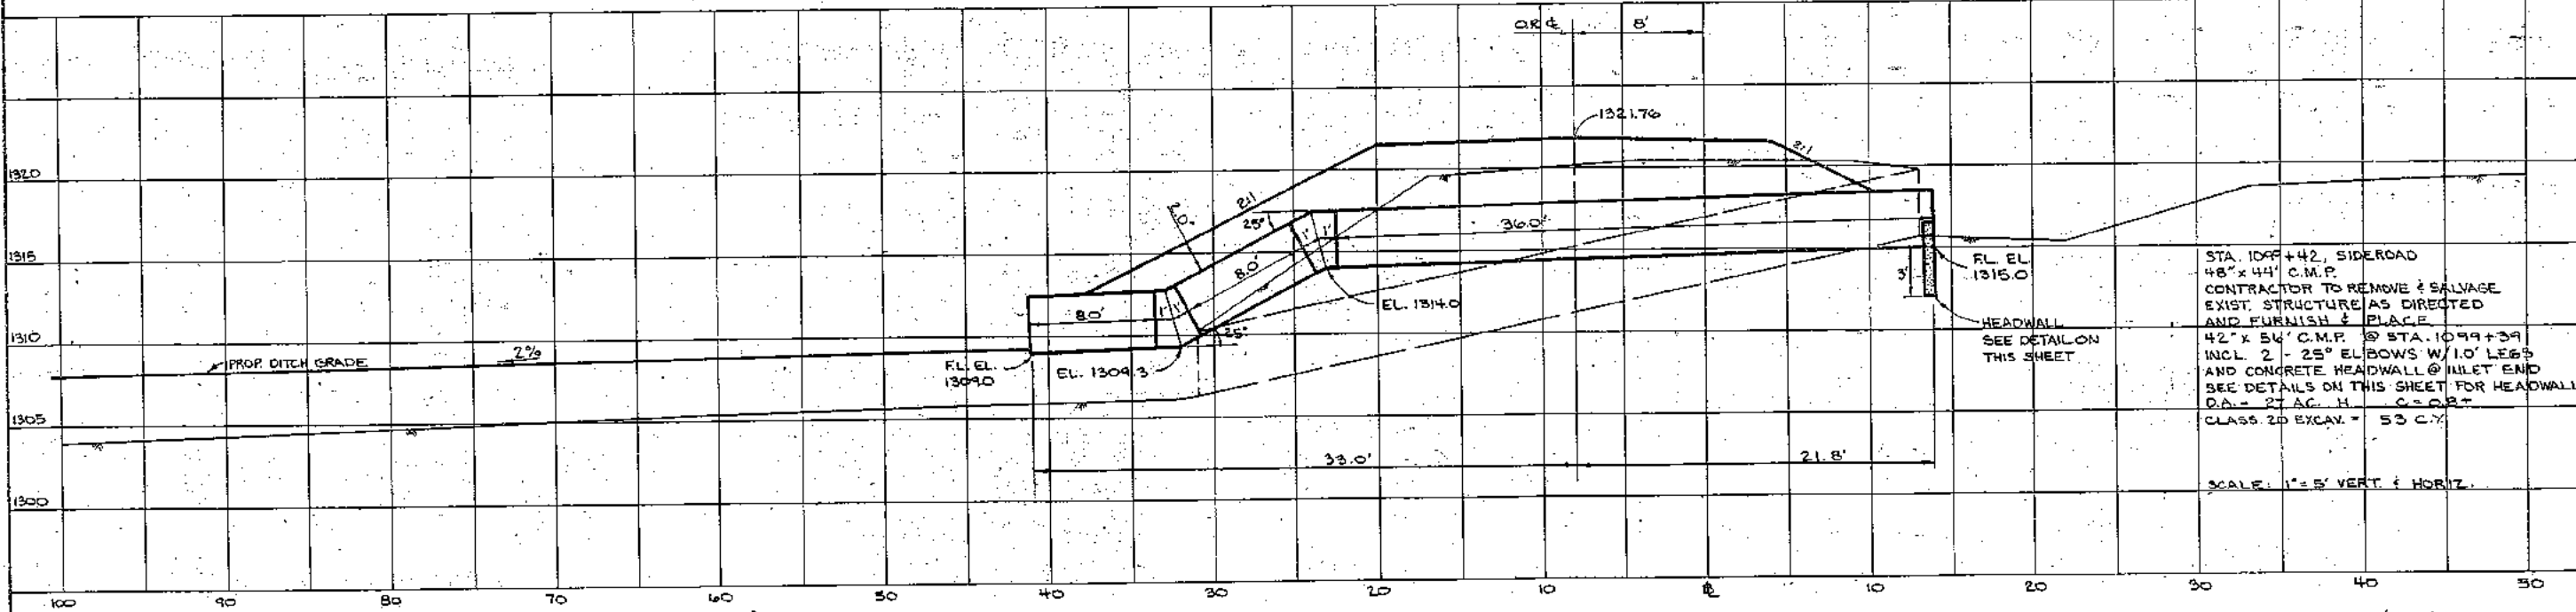 O.R. ℄ 8'
1321.76
2:1
1320
2.0'
2:1
25°
1' 1'
36.0'
1315
8.0'
3'
F.L. EL.
1315.0
EL. 1314.0
8.0' 1' 1'
1310
25°
HEADWALL
SEE DETAIL ON
THIS SHEET
PROP. DITCH GRADE
2%
F.L. EL.
1309.0
EL. 1309.3
STA. 1099+42, SIDEROAD
48" x 44' C.M.P.
CONTRACTOR TO REMOVE & SALVAGE
EXIST. STRUCTURE AS DIRECTED
AND FURNISH & PLACE
42" x 56' C.M.P. @ STA. 1099+39
INCL. 2 - 25° ELBOWS W/ 1.0' LEGS
AND CONCRETE HEADWALL @ INLET END
SEE DETAILS ON THIS SHEET FOR HEADWALL
D.A. - 27 AC. H. C =
CLASS 20 EXCAV. = 53 C.Y.
1305
33.0' 21.8'
SCALE: 1" = 5' VERT. & HORIZ.
1300
100 90 80 70 60 50 40 30 20 10 ℄ 10 20 30 40 50